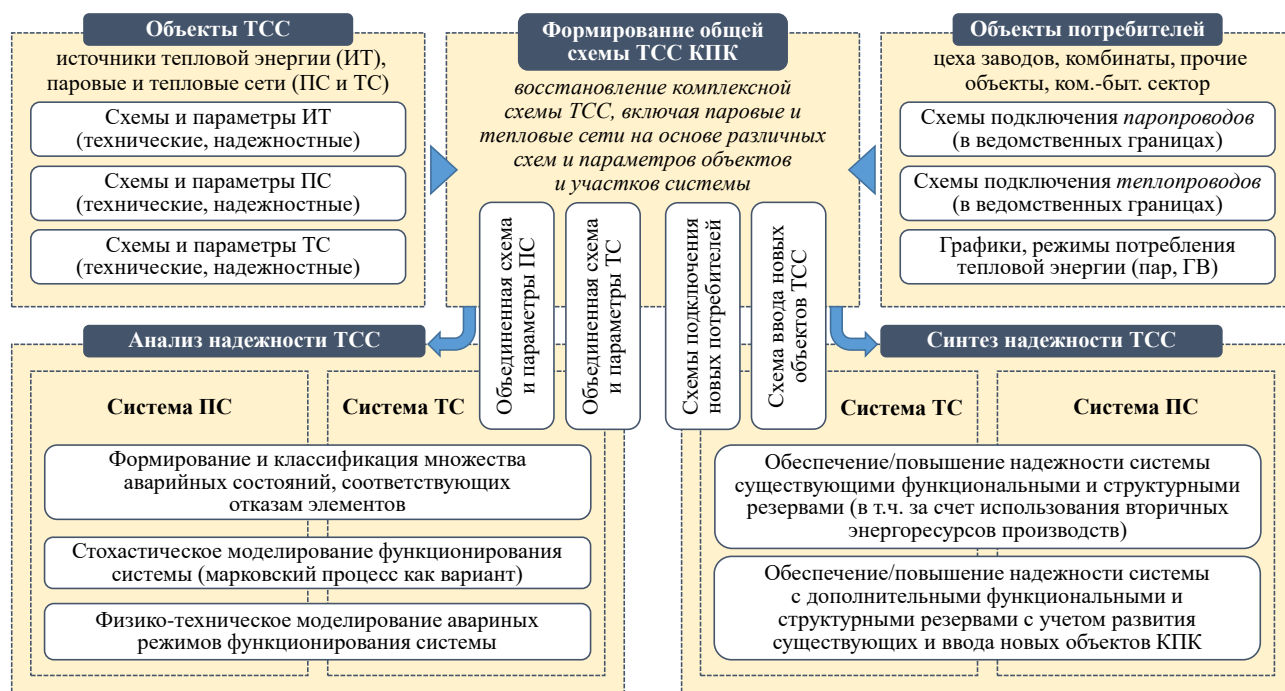 Объекты ТСС
источники тепловой энергии (ИТ),
паровые и тепловые сети (ПС и ТС)
Схемы и параметры ИТ
(технические, надежностные)
Схемы и параметры ПС
(технические, надежностные)
Схемы и параметры ТС
(технические, надежностные)
Формирование общей
схемы ТСС КПК
восстановление комплексной
схемы ТСС, включая паровые и
тепловые сети на основе различных
схем и параметров объектов
и участков системы
Объединенная схема
и параметры ПС
Объединенная схема
и параметры ТС
Схемы подключения
новых потребителей
Схема ввода новых
объектов ТСС
Объекты потребителей
цеха заводов, комбинаты, прочие
объекты, ком.-быт. сектор
Схемы подключения паропроводов
(в ведомственных границах)
Схемы подключения теплопроводов
(в ведомственных границах)
Графики, режимы потребления
тепловой энергии (пар, ГВ)
Анализ надежности ТСС
Система ПС
Система ТС
Формирование и классификация множества
аварийных состояний, соответствующих
отказам элементов
Стохастическое моделирование функционирования
системы (марковский процесс как вариант)
Физико-техническое моделирование авариных
режимов функционирования системы
Синтез надежности ТСС
Система ТС
Система ПС
Обеспечение/повышение надежности системы
существующими функциональными и структурными
резервами (в т.ч. за счет использования вторичных
энергоресурсов производств)
Обеспечение/повышение надежности системы
с дополнительными функциональными и
структурными резервами с учетом развития
существующих и ввода новых объектов КПК